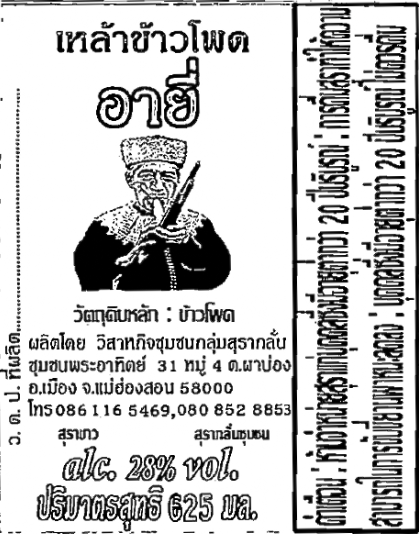 เหล้าข้าวโพด
อายี่
วัตถุดิบหลัก : ข้าวโพด
ผลิตโดย วิสาหกิจชุมชนกลุ่มสุรากลั่น
ชุมชนพระอาทิตย์ 31 หมู่ 4 ต.ผาบ่อง
อ.เมือง จ.แม่ฮ่องสอน 58000
โทร086 116 5469,080 852 8853
สุราขาว สุรากลั่นชุมชน
alc. 28% vol.
ปริมาตรสุทธิ 625 มล.
ว. ด. ป. ที่ผลิต
คำเตือน : ห้ามจำหน่ายสุราแก่บุคคลซึ่งมีอายุต่ำกว่า 20 ปีบริบูรณ์ , การดื่มสุราทำให้ความ
สามารถในการขับขี่ยานพาหนะลดลง , บุคคลซึ่งมีอายุต่ำกว่า 20 ปีบริบูรณ์ ไม่ควรดื่ม